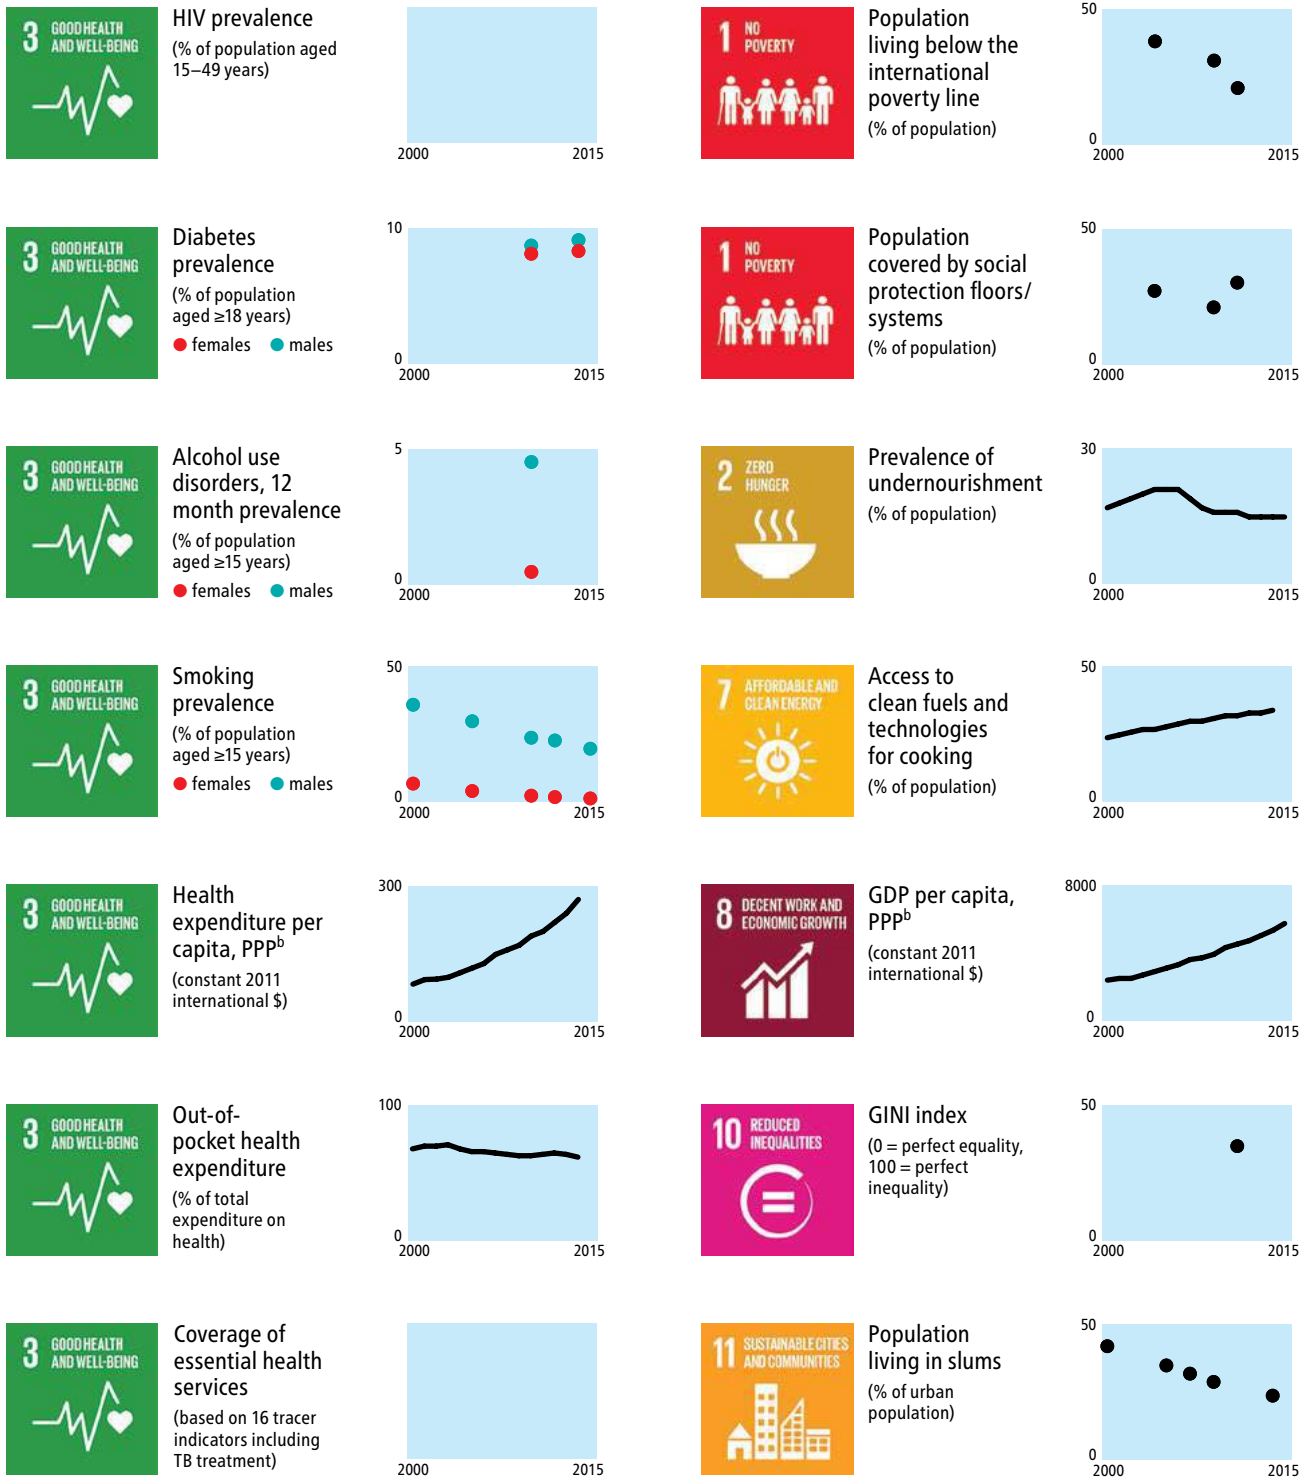 3 GOOD HEALTH
AND WELL-BEING
HIV prevalence
(% of population aged
15–49 years)
2000 2015
3 GOOD HEALTH
AND WELL-BEING
Diabetes
prevalence
(% of population
aged ≥18 years)
females males
10
0
2000 2015
3 GOOD HEALTH
AND WELL-BEING
Alcohol use
disorders, 12
month prevalence
(% of population
aged ≥15 years)
females males
5
0
2000 2015
3 GOOD HEALTH
AND WELL-BEING
Smoking
prevalence
(% of population
aged ≥15 years)
females males
50
0
2000 2015
3 GOOD HEALTH
AND WELL-BEING
Health
expenditure per
capita, PPPᵇ
(constant 2011
international $)
300
0
2000 2015
3 GOOD HEALTH
AND WELL-BEING
Out-of-
pocket health
expenditure
(% of total
expenditure on
health)
100
0
2000 2015
3 GOOD HEALTH
AND WELL-BEING
Coverage of
essential health
services
(based on 16 tracer
indicators including
TB treatment)
2000 2015
1 NO
POVERTY
Population
living below the
international
poverty line
(% of population)
50
0
2000 2015
1 NO
POVERTY
Population
covered by social
protection floors/
systems
(% of population)
50
0
2000 2015
2 ZERO
HUNGER
Prevalence of
undernourishment
(% of population)
30
0
2000 2015
7 AFFORDABLE AND
CLEAN ENERGY
Access to
clean fuels and
technologies
for cooking
(% of population)
50
0
2000 2015
8 DECENT WORK AND
ECONOMIC GROWTH
GDP per capita,
PPPᵇ
(constant 2011
international $)
8000
0
2000 2015
10 REDUCED
INEQUALITIES
GINI index
(0 = perfect equality,
100 = perfect
inequality)
50
0
2000 2015
11 SUSTAINABLE CITIES
AND COMMUNITIES
Population
living in slums
(% of urban
population)
50
0
2000 2015